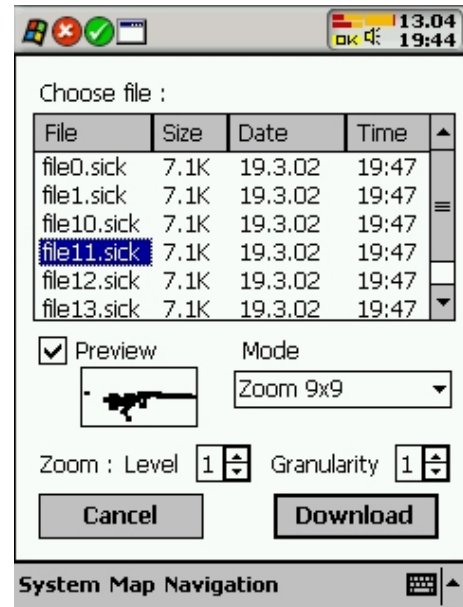 13.04
OK 19:44
Choose file :
File Size Date Time
file0.sick 7.1K 19.3.02 19:47
file1.sick 7.1K 19.3.02 19:47
file10.sick 7.1K 19.3.02 19:47
file11.sick 7.1K 19.3.02 19:47
file12.sick 7.1K 19.3.02 19:47
file13.sick 7.1K 19.3.02 19:47
Preview Mode
Zoom 9x9
Zoom : Level 1 Granularity 1
Cancel Download
System Map Navigation